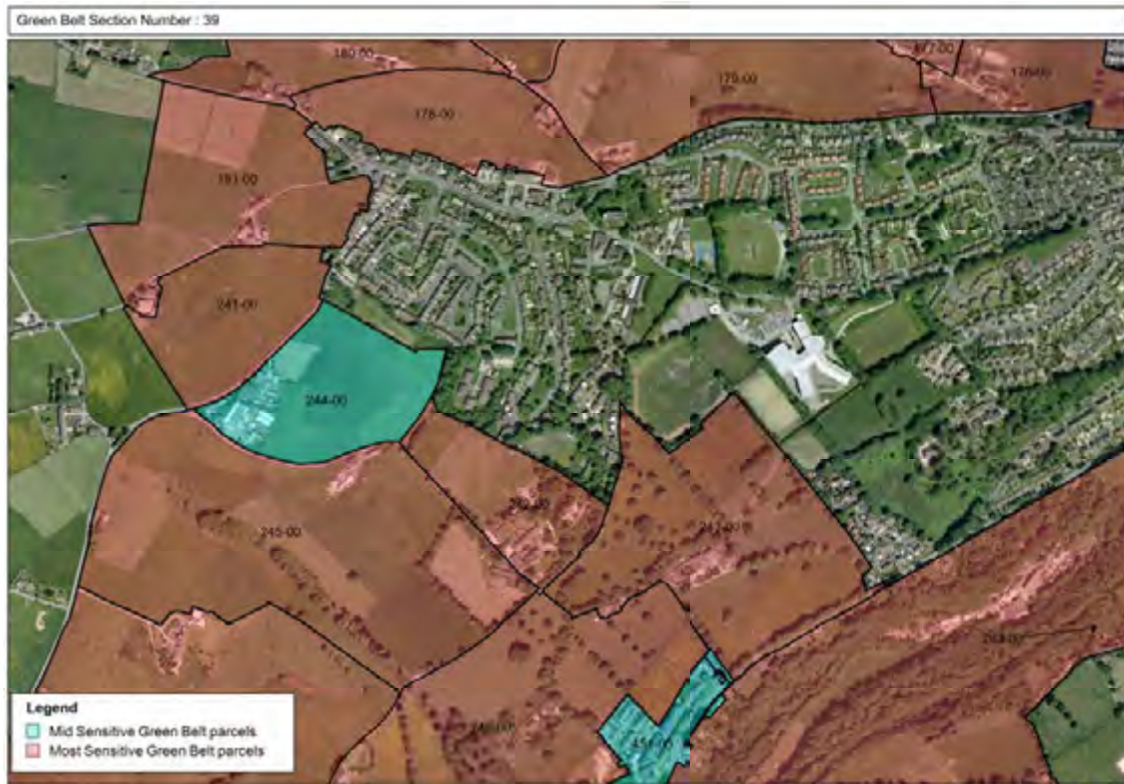 Green Belt Section Number : 39
180-00
177-00
176-00
179-00
178-00
191-00
241-00
244-00
245-00
Legend
Mid Sensitive Green Belt parcels
Most Sensitive Green Belt parcels